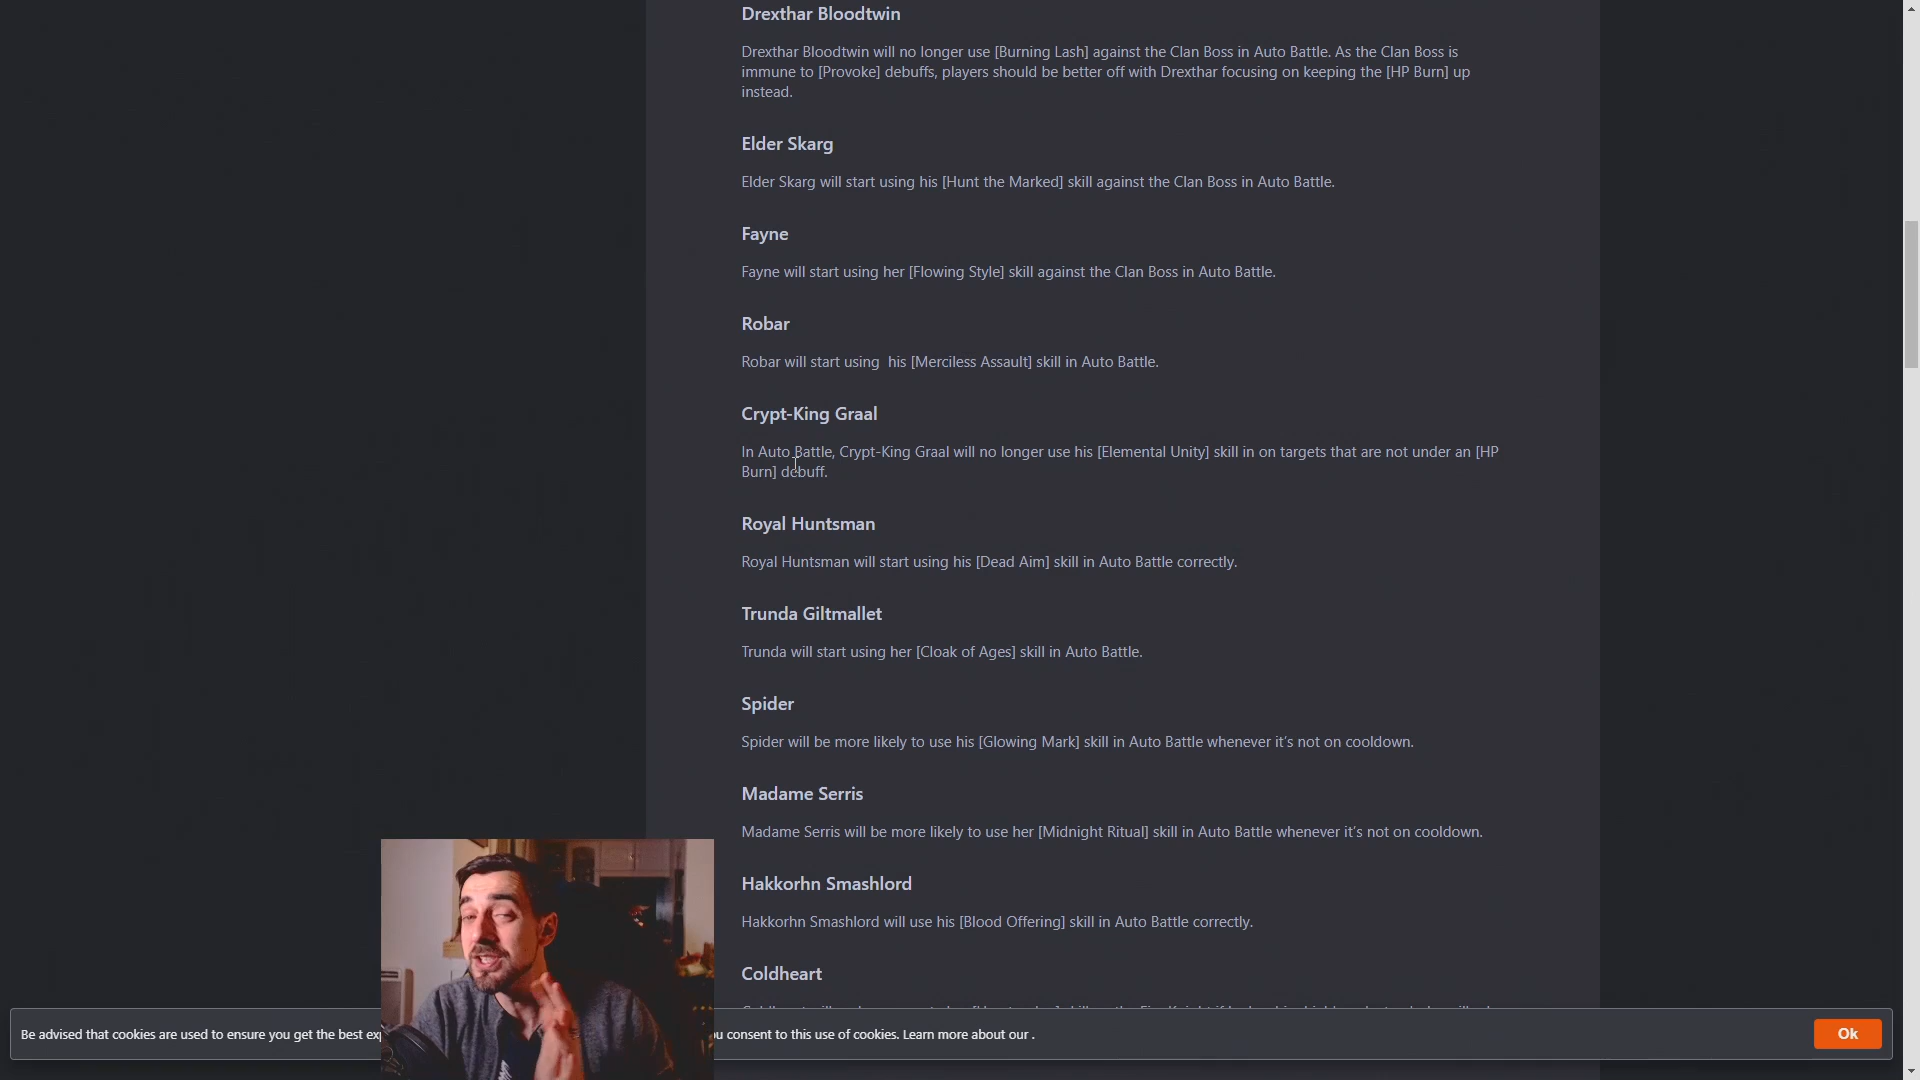 Drexthar Bloodtwin
Drexthar Bloodtwin will no longer use [Burning Lash] against the Clan Boss in Auto Battle. As the Clan Boss is
immune to [Provoke] debuffs, players should be better off with Drexthar focusing on keeping the [HP Burn] up
instead.
Elder Skarg
Elder Skarg will start using his [Hunt the Marked] skill against the Clan Boss in Auto Battle.
Fayne
Fayne will start using her [Flowing Style] skill against the Clan Boss in Auto Battle.
Robar
Robar will start using  his [Merciless Assault] skill in Auto Battle.
Crypt-King Graal
In Auto Battle, Crypt-King Graal will no longer use his [Elemental Unity] skill in on targets that are not under an [HP
Burn] debuff.
Royal Huntsman
Royal Huntsman will start using his [Dead Aim] skill in Auto Battle correctly.
Trunda Giltmallet
Trunda will start using her [Cloak of Ages] skill in Auto Battle.
Spider
Spider will be more likely to use his [Glowing Mark] skill in Auto Battle whenever it’s not on cooldown.
Madame Serris
Madame Serris will be more likely to use her [Midnight Ritual] skill in Auto Battle whenever it’s not on cooldown.
Hakkorhn Smashlord
Hakkorhn Smashlord will use his [Blood Offering] skill in Auto Battle correctly.
Coldheart
Be advised that cookies are used to ensure you get the best
consent to this use of cookies. Learn more about our .
Ok